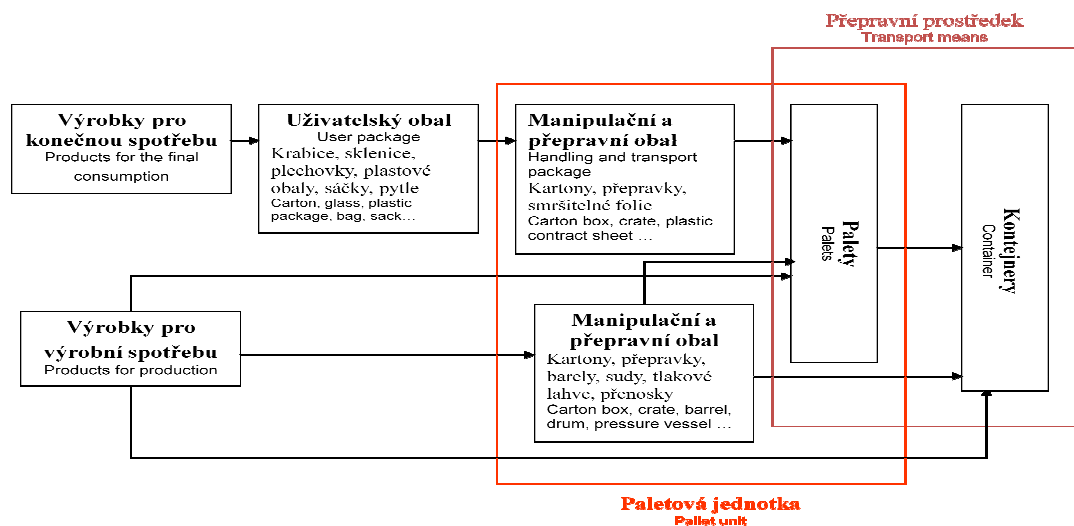 Přepravní prostředek
Transport means
Výrobky pro
konečnou spotřebu
Products for the final
consumption
Uživatelský obal
User package
Krabice, sklenice,
plechovky, plastové
obaly, sáčky, pytle
Carton, glass, plastic
package, bag, sack…
Manipulační a
přepravní obal
Handling and transport
package
Kartony, přepravky,
smršitelné folie
Carton box, crate, plastic
contract sheet …
Palety
Palets
Kontejnery
Container
Výrobky pro
výrobní spotřebu
Products for production
Manipulační a
přepravní obal
Kartony, přepravky,
barely, sudy, tlakové
lahve, přenosky
Carton box, crate, barrel,
drum, pressure vessel …
Paletová jednotka
Pallet unit